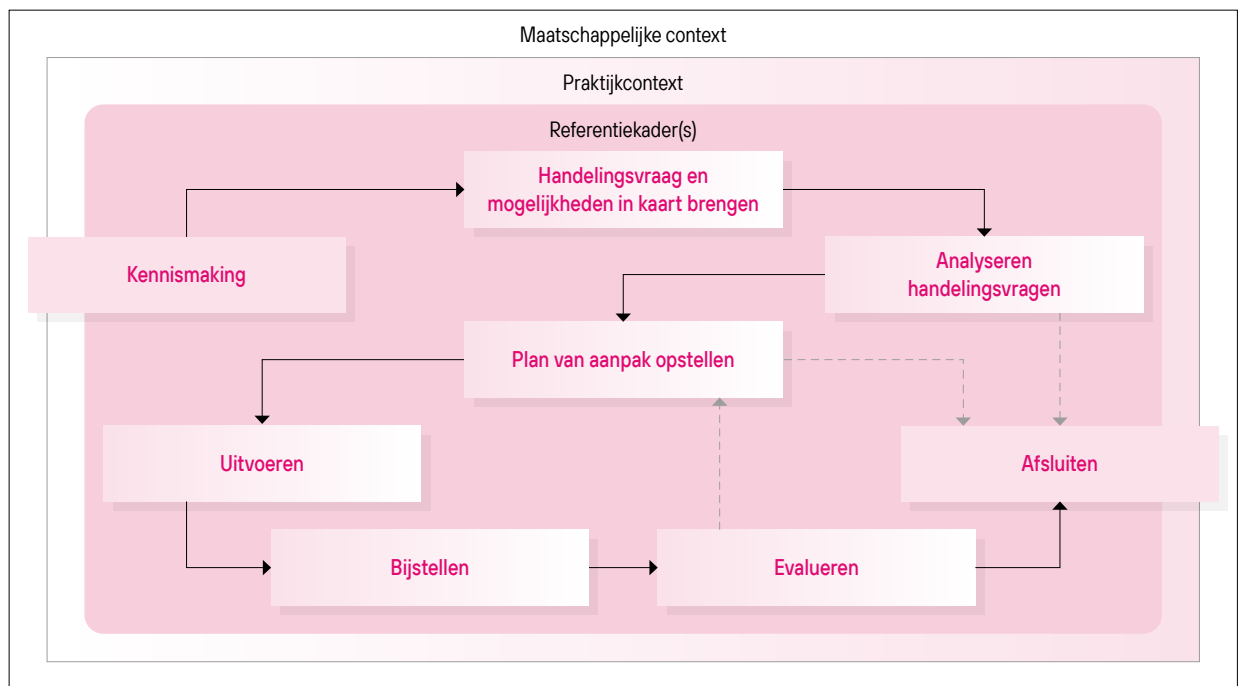 Maatschappelijke context
Praktijkcontext
Referentiekader(s)
Handelingsvraag en
mogelijkheden in kaart brengen
Kennismaking
Analyseren
handelingsvragen
Plan van aanpak opstellen
Uitvoeren
Afsluiten
Bijstellen
Evalueren